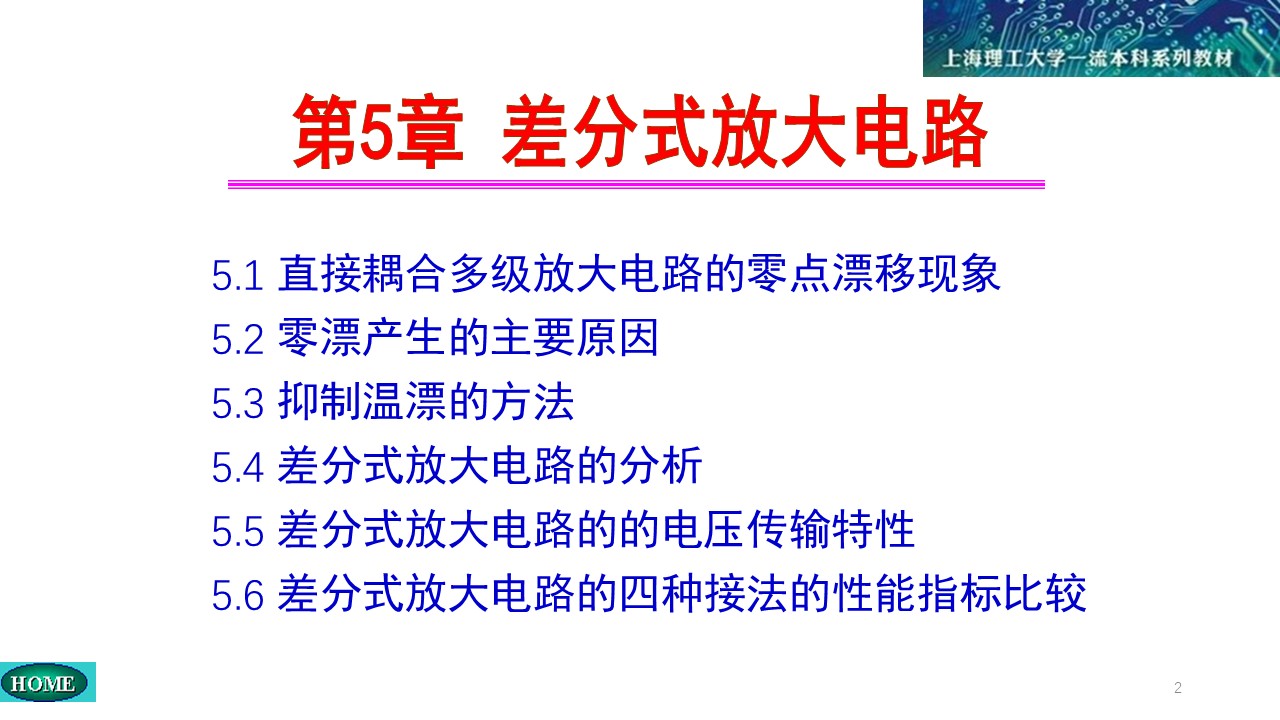 上海理工大学一流本科系列教材
第5章 差分式放大电路
5.1 直接耦合多级放大电路的零点漂移现象
5.2 零漂产生的主要原因
5.3 抑制温漂的方法
5.4 差分式放大电路的分析
5.5 差分式放大电路的的电压传输特性
5.6 差分式放大电路的四种接法的性能指标比较
HOME
2